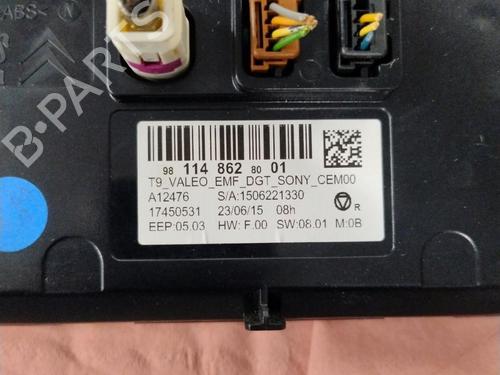 ABS<
98 114 862 80 01
T9_VALEO_EMF_DGT_SONY_CEM00
A12476 S/A:1506221330
17450531 23/06/15 08h
R
EEP:05.03 HW: F.00 SW:08.01 M:0B
B-PARTS